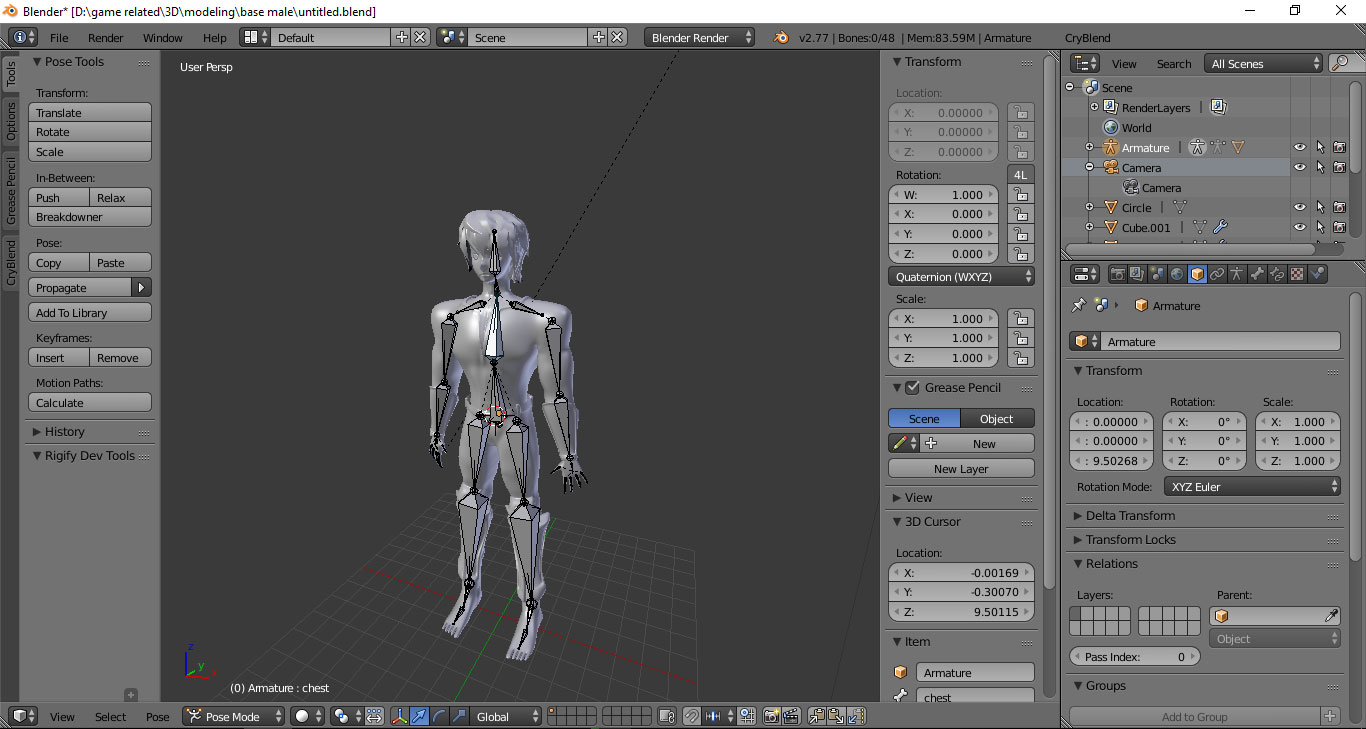 Blender* [D:\game related\3D\modeling\base male\untitled.blend]
File Render Window Help Default Scene Blender Render v2.77 | Bones:0/48 | Mem:83.59M | Armature CryBlend
Tools
Options
Grease Pencil
CryBlend
Pose Tools
Transform:
Translate
Rotate
Scale
In-Between:
Push Relax
Breakdowner
Pose:
Copy Paste
Propagate
Add To Library
Keyframes:
Insert Remove
Motion Paths:
Calculate
History
Rigify Dev Tools
User Persp
z
y
x
(0) Armature : chest
Transform
Location:
X: 0.00000
Y: 0.00000
Z: 0.00000
Rotation: 4L
W: 1.000
X: 0.000
Y: 0.000
Z: 0.000
Quaternion (WXYZ)
Scale:
X: 1.000
Y: 1.000
Z: 1.000
Grease Pencil
Scene Object
New
New Layer
View
3D Cursor
Location:
X: -0.00169
Y: -0.30070
Z: 9.50115
Item
Armature
chest
View Search All Scenes
Scene
RenderLayers |
World
Armature |
Camera
Camera
Circle |
Cube.001 |
Armature
Armature
Transform
Location: Rotation: Scale:
: 0.00000 X: 0° X: 1.000
: 0.00000 Y: 0° Y: 1.000
: 9.50268 Z: 0° Z: 1.000
Rotation Mode: XYZ Euler
Delta Transform
Transform Locks
Relations
Layers: Parent:
Object
Pass Index: 0
Groups
Add to Group
View Select Pose Pose Mode Global